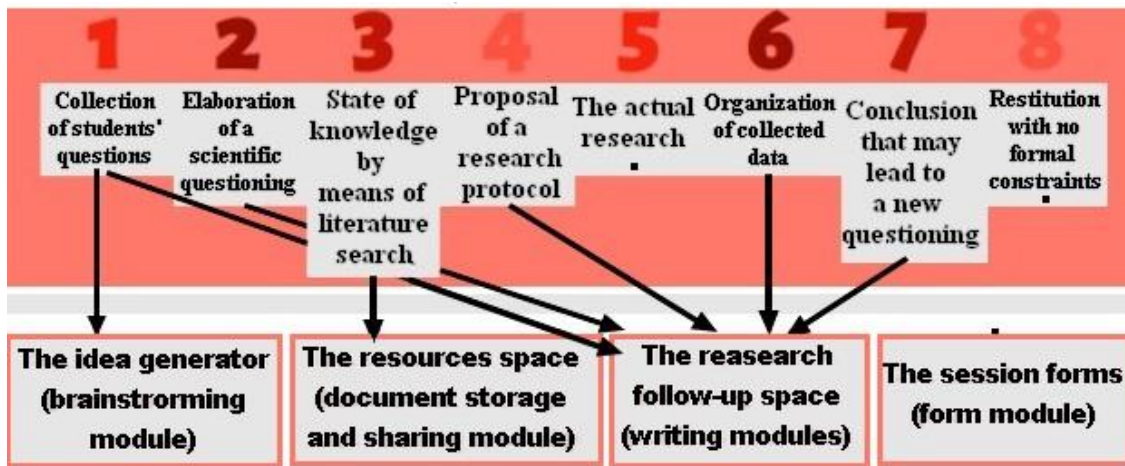 1 2 3 4 5 6 7 8
Collection
of students'
questions
Elaboration
of a
scientific
questioning
State of
knowledge
by
means of
literature
search
Proposal
of a
research
protocol
The actual
research
Organization
of collected
data
Conclusion
that may
lead to
a new
questioning
Restitution
with no
formal
constraints
The idea generator
(brainstrorming
module)
The resources space
(document storage
and sharing module)
The reasearch
follow-up space
(writing modules)
The session forms
(form module)